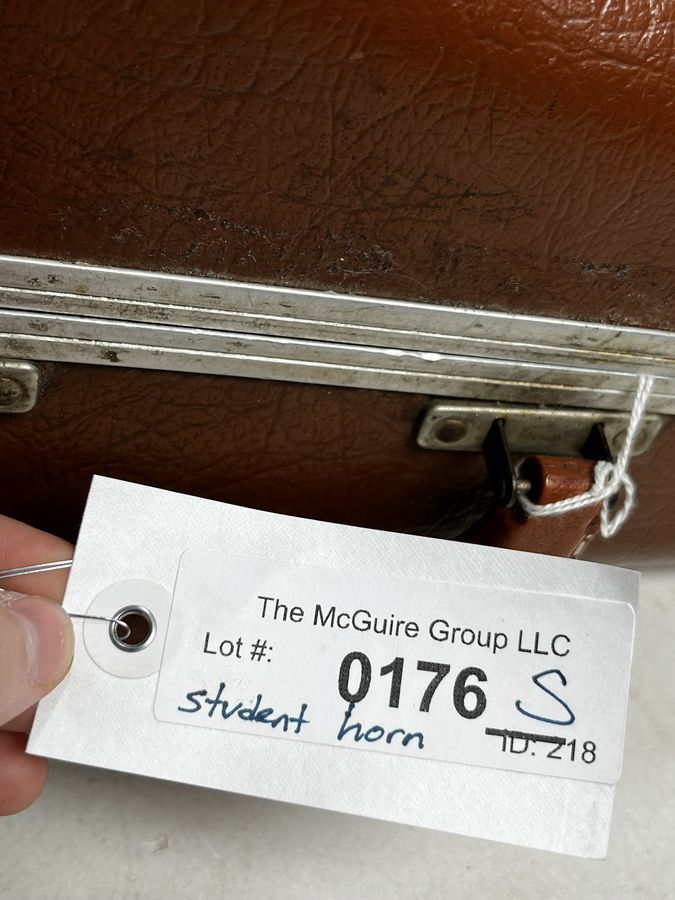 The McGuire Group LLC
Lot #:
0176 S
student horn
ID: 218